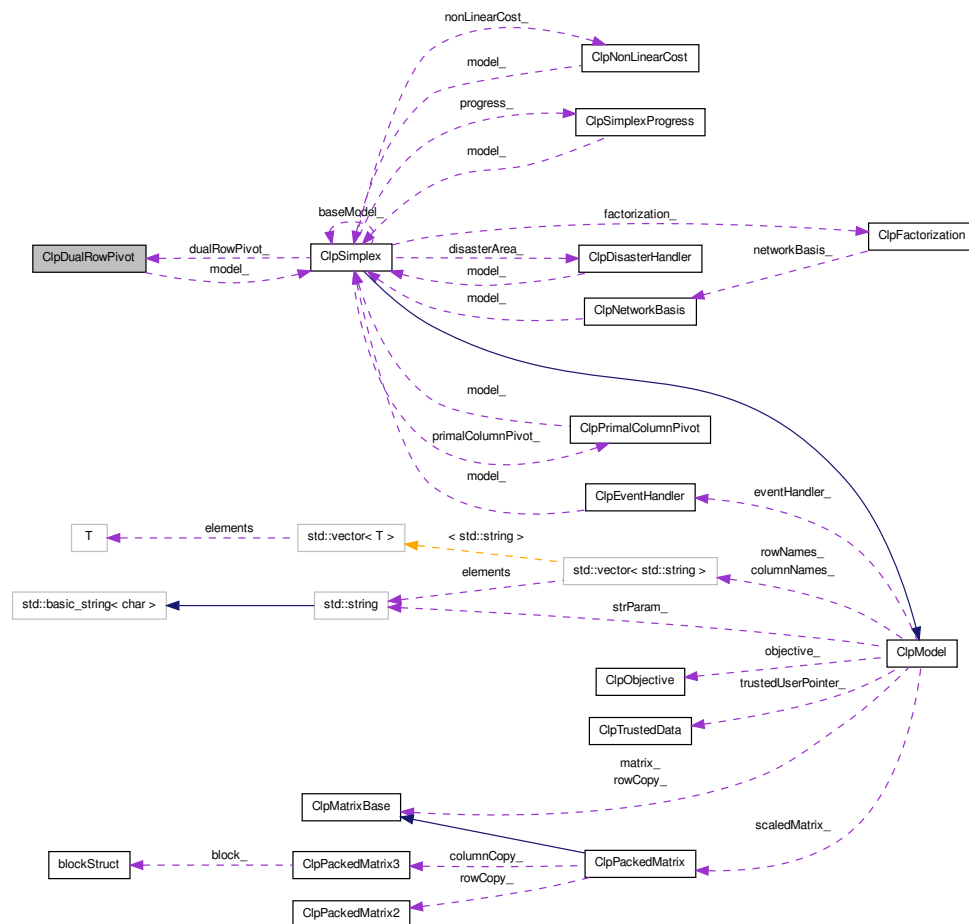 nonLinearCost_
ClpNonLinearCost
model_
progress_
ClpSimplexProgress
model_
baseModel_
factorization_
ClpFactorization
ClpDualRowPivot
dualRowPivot_
model_
ClpSimplex
disasterArea_
model_
ClpDisasterHandler
networkBasis_
model_
ClpNetworkBasis
model_
ClpPrimalColumnPivot
primalColumnPivot_
model_
ClpEventHandler
eventHandler_
T
elements
std::vector< T >
< std::string >
std::vector< std::string >
rowNames_
columnNames_
elements
std::basic_string< char >
std::string
strParam_
ClpModel
objective_
ClpObjective
trustedUserPointer_
ClpTrustedData
matrix_
rowCopy_
ClpMatrixBase
scaledMatrix_
blockStruct
block_
ClpPackedMatrix3
columnCopy_
ClpPackedMatrix
rowCopy_
ClpPackedMatrix2